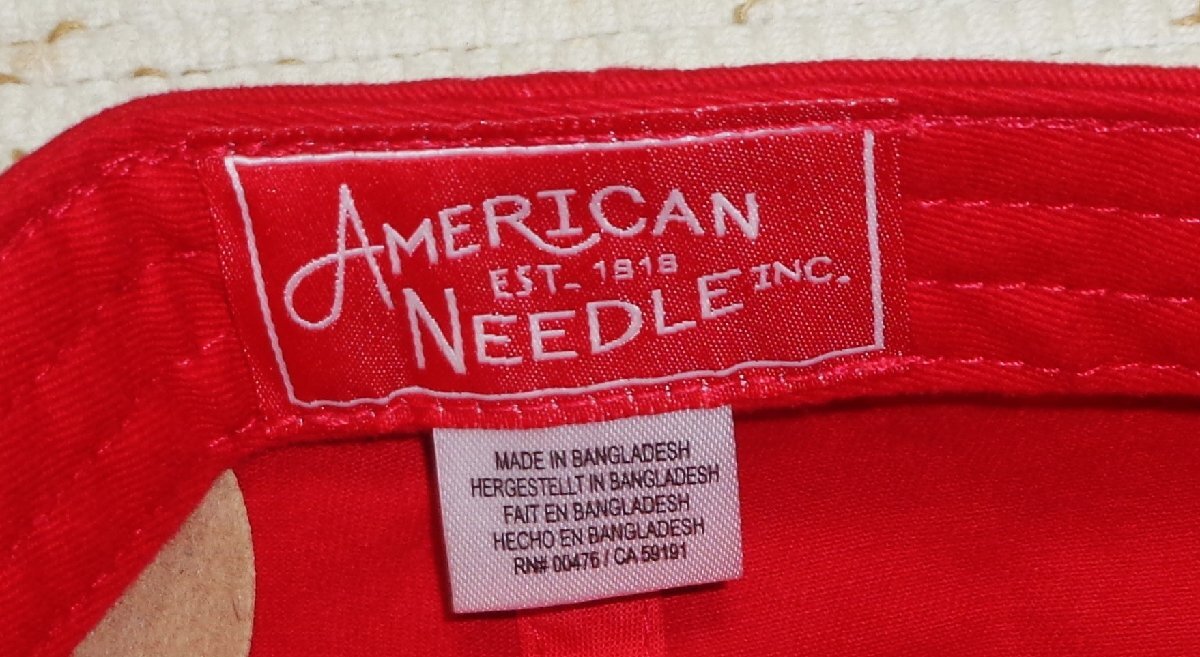 AMERICAN
EST. 1918
NEEDLE INC.
MADE IN BANGLADESH
HERGESTELLT IN BANGLADESH
FAIT EN BANGLADESH
HECHO EN BANGLADESH
RN# 00476 / CA 59191